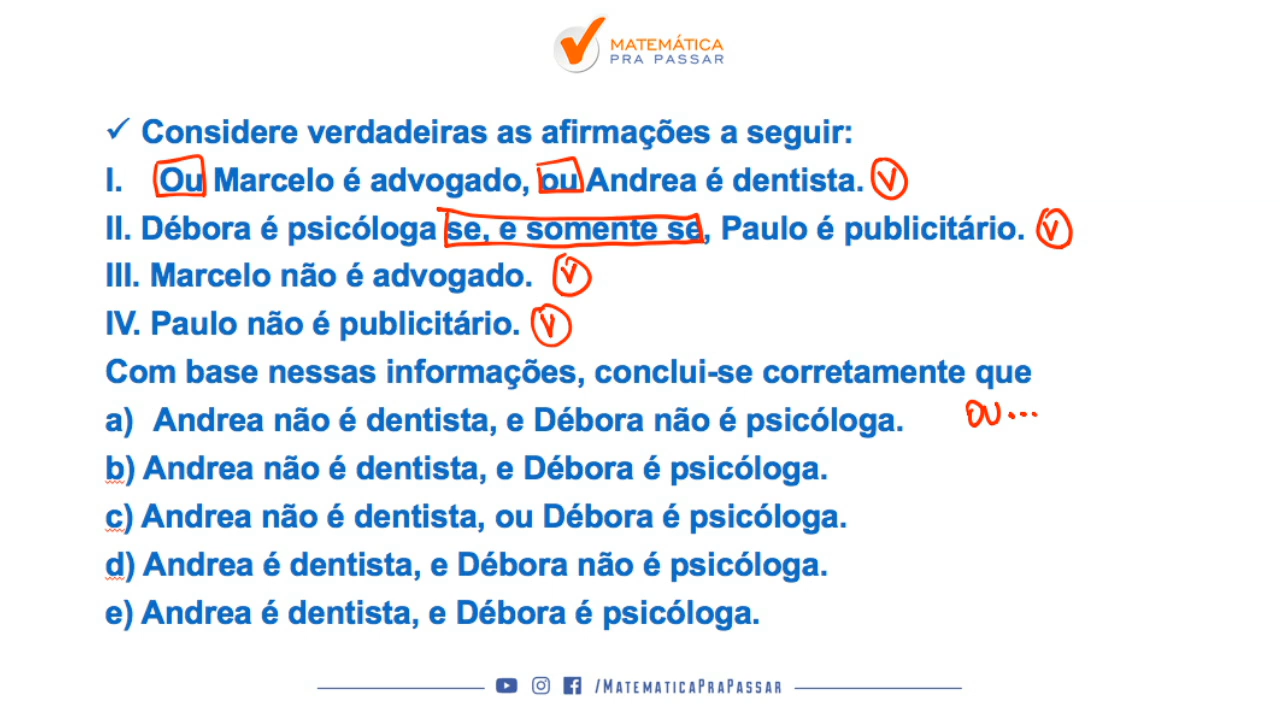 MATEMÁTICA
PRA PASSAR
✓ Considere verdadeiras as afirmações a seguir:
I. Ou Marcelo é advogado, ou Andrea é dentista. V
II. Débora é psicóloga se, e somente se, Paulo é publicitário. V
III. Marcelo não é advogado. V
IV. Paulo não é publicitário. V
Com base nessas informações, conclui-se corretamente que
a) Andrea não é dentista, e Débora não é psicóloga. OU...
b) Andrea não é dentista, e Débora é psicóloga.
c) Andrea não é dentista, ou Débora é psicóloga.
d) Andrea é dentista, e Débora não é psicóloga.
e) Andrea é dentista, e Débora é psicóloga.
/MATEMATICAPRAPASSAR